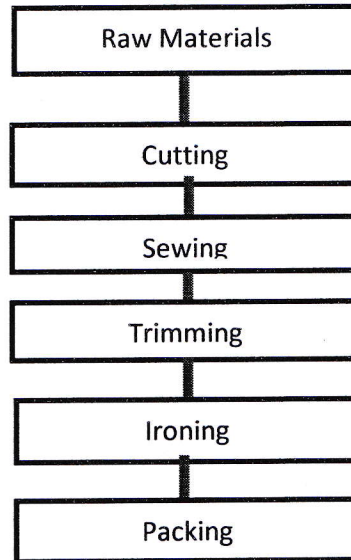 Raw Materials
Cutting
Sewing
Trimming
Ironing
Packing